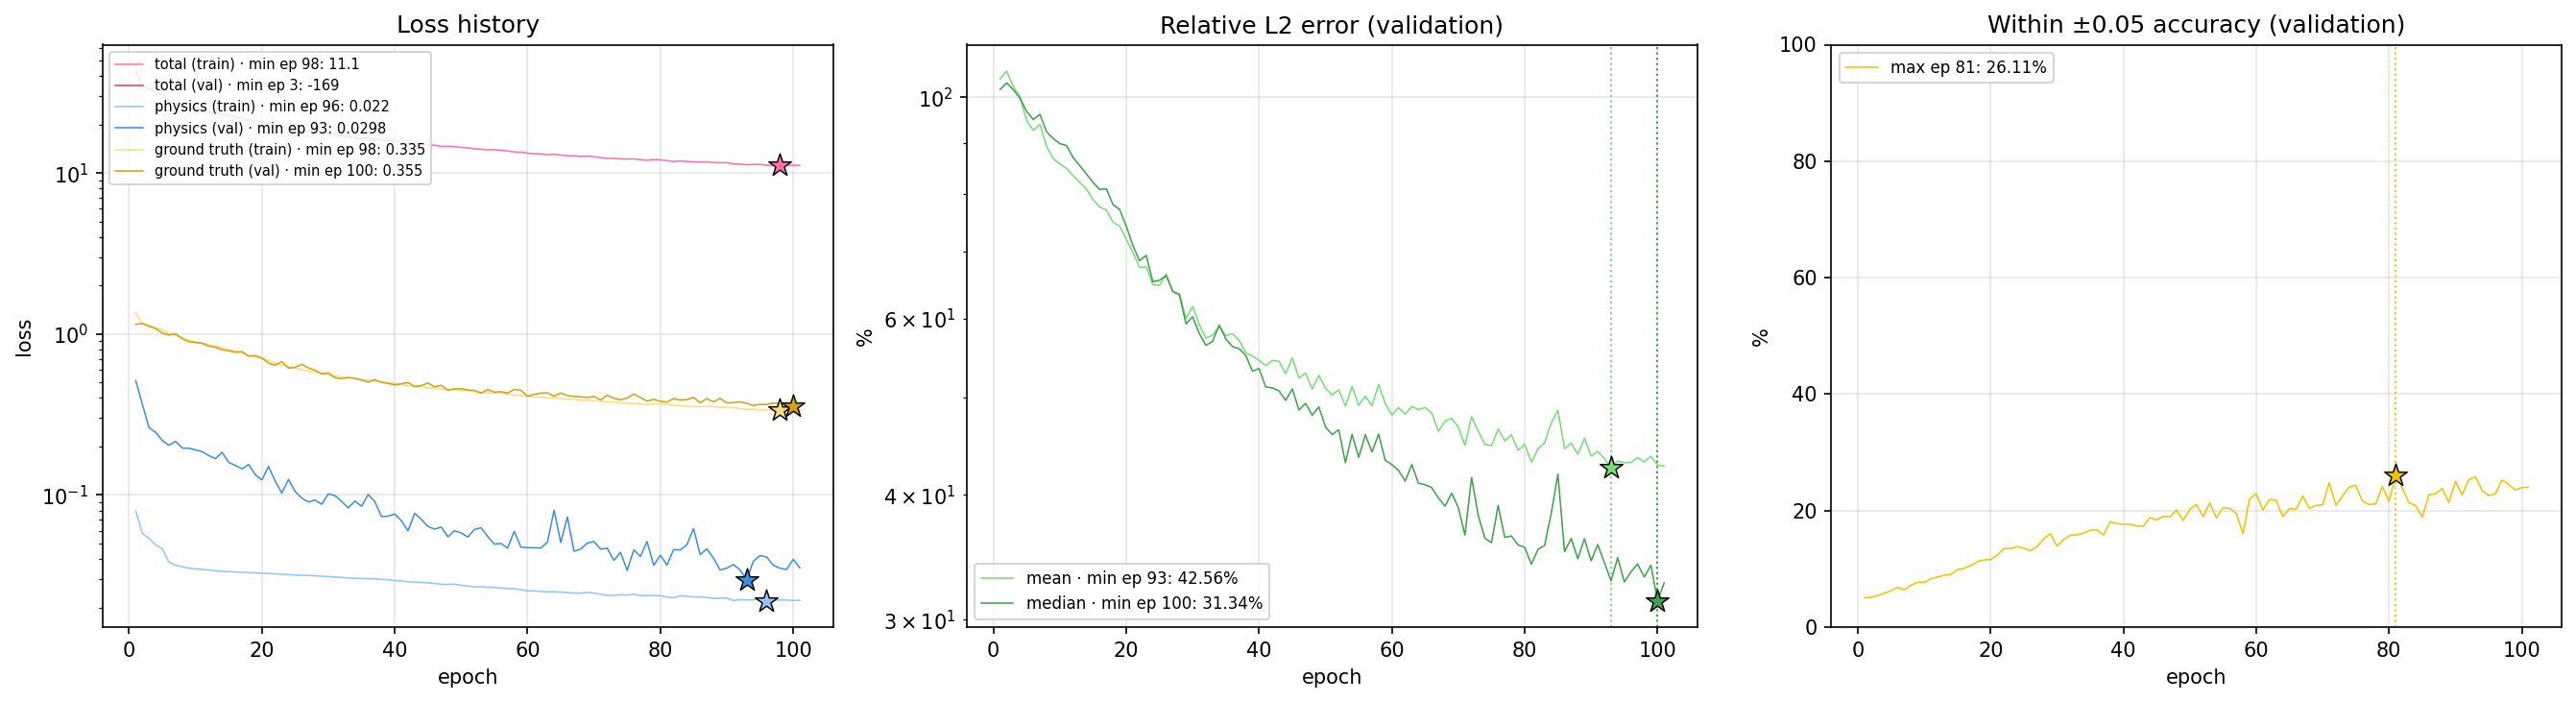 Loss history
total (train) · min ep 98: 11.1
total (val) · min ep 3: -169
physics (train) · min ep 96: 0.022
physics (val) · min ep 93: 0.0298
ground truth (train) · min ep 98: 0.335
ground truth (val) · min ep 100: 0.355
10¹
10⁰
10⁻¹
loss
0 20 40 60 80 100
epoch
Relative L2 error (validation)
10²
6 × 10¹
4 × 10¹
3 × 10¹
%
mean · min ep 93: 42.56%
median · min ep 100: 31.34%
0 20 40 60 80 100
epoch
Within ±0.05 accuracy (validation)
max ep 81: 26.11%
100
80
60
40
20
0
%
0 20 40 60 80 100
epoch